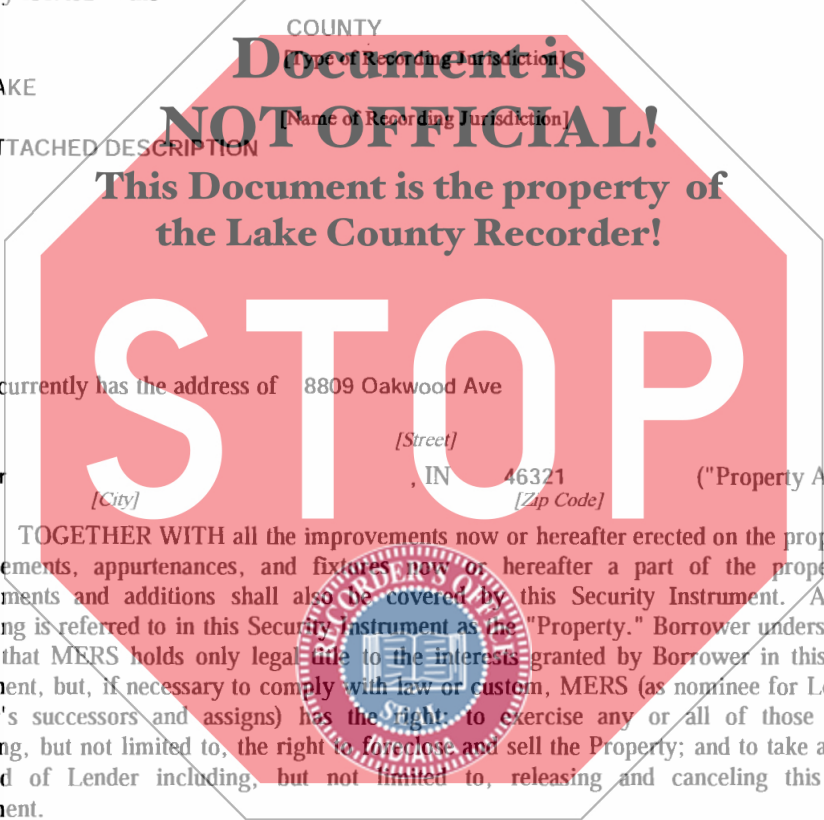 COUNTY
Document is
[Type of Recording Jurisdiction]
AKE
NOT OFFICIAL!
[Name of Recording Jurisdiction]
TTACHED DESCRIPTION
This Document is the property of
the Lake County Recorder!
STOP
currently has the address of 8809 Oakwood Ave
[Street]
r , IN 46321 ("Property A
[City] [Zip Code]
TOGETHER WITH all the improvements now or hereafter erected on the prop
ements, appurtenances, and fixtures now or hereafter a part of the prope
ments and additions shall also be covered by this Security Instrument. A
ng is referred to in this Security Instrument as the "Property." Borrower unders
that MERS holds only legal title to the interests granted by Borrower in this
ent, but, if necessary to comply with law or custom, MERS (as nominee for L
's successors and assigns) has the right: to exercise any or all of those
ng, but not limited to, the right to foreclose and sell the Property; and to take a
d of Lender including, but not limited to, releasing and canceling this
ent.
RECORDER'S OFFICE
SEAL
INDIANA